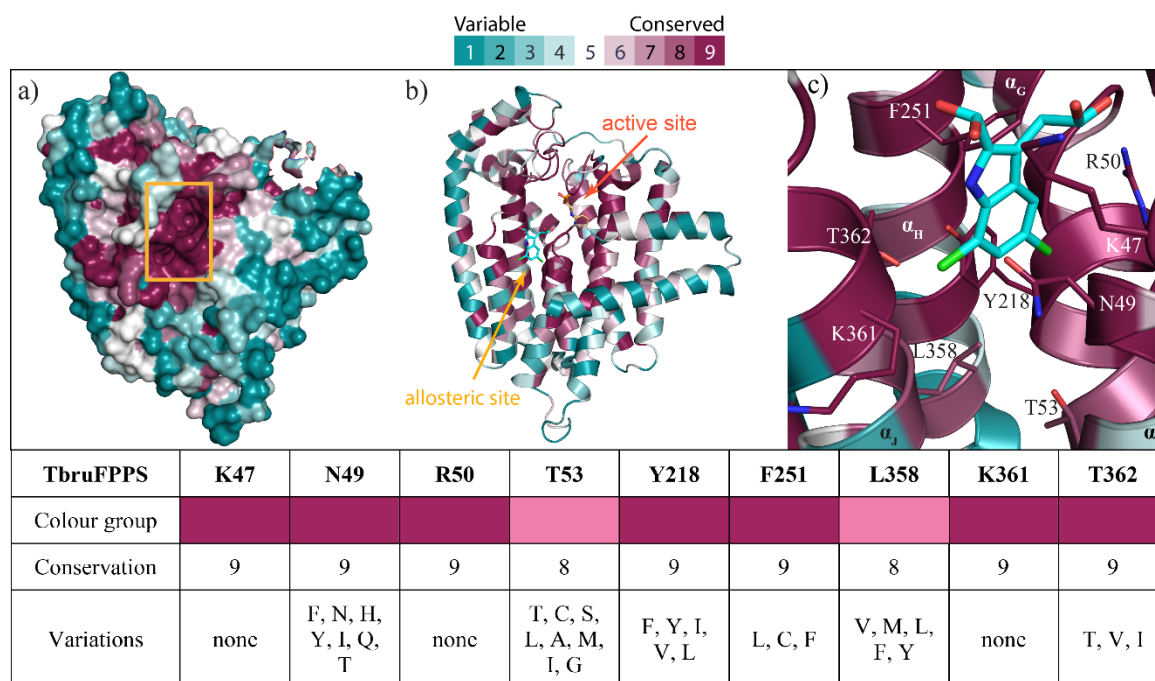 Variable Conserved
1 2 3 4 5 6 7 8 9
a)
b)
active site
allosteric site
c)
αG
F251
R50
T362
αH
K47
Y218
N49
K361
L358
T53
αJ
α
TbruFPPS K47 N49 R50 T53 Y218 F251 L358 K361 T362
Colour group
Conservation 9 9 9 8 9 9 8 9 9
Variations none F, N, H, Y, I, Q, T none T, C, S, L, A, M, I, G F, Y, I, V, L L, C, F V, M, L, F, Y none T, V, I